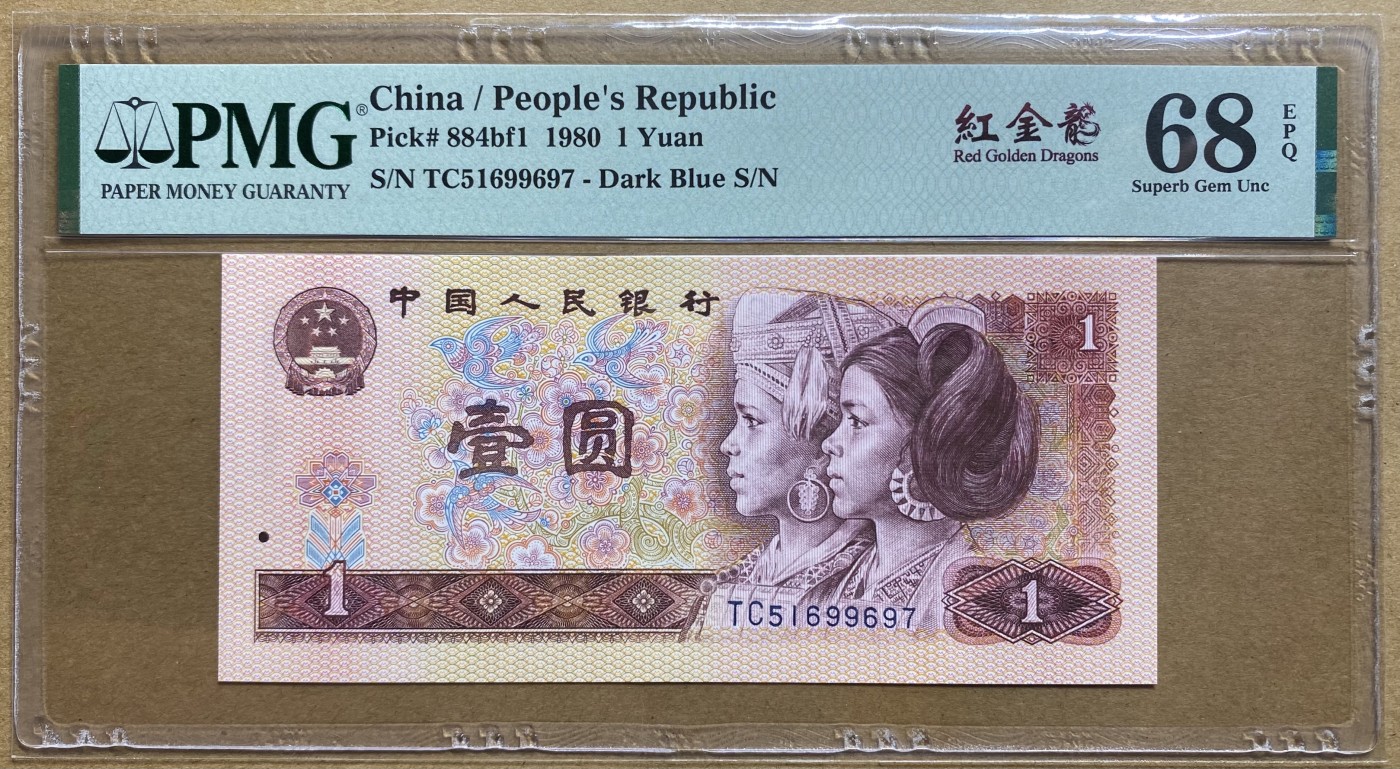 PMG®
PAPER MONEY GUARANTY
China / People's Republic
Pick# 884bf1 1980 1 Yuan
S/N TC51699697 - Dark Blue S/N
紅金龍
Red Golden Dragons
68
EPQ
Superb Gem Unc
中国人民银行
1
壹圆
1
TC51699697
1